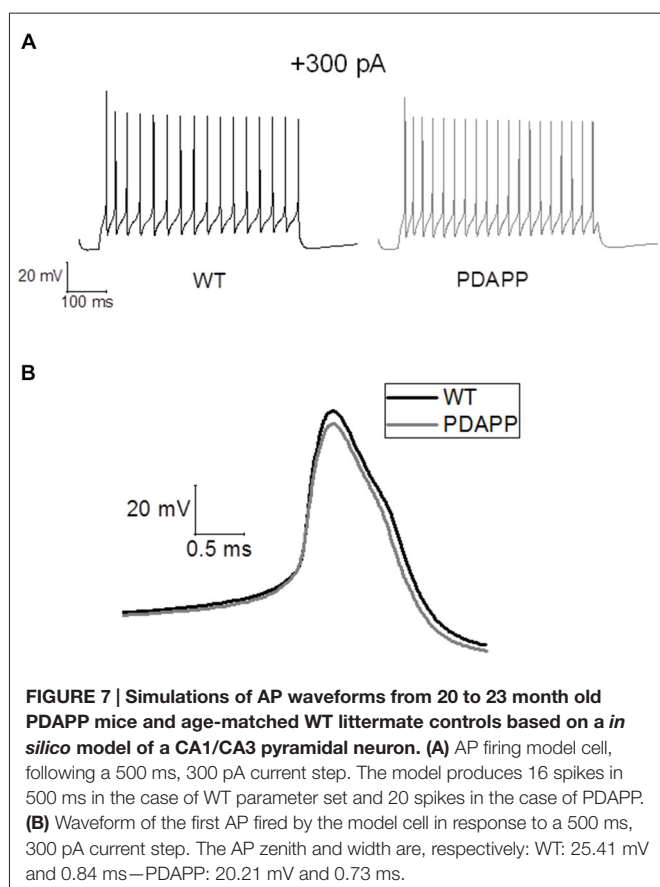 A
+300 pA
20 mV
100 ms
WT
PDAPP
B
WT
PDAPP
20 mV
0.5 ms
FIGURE 7 | Simulations of AP waveforms from 20 to 23 month old
PDAPP mice and age-matched WT littermate controls based on a in
silico model of a CA1/CA3 pyramidal neuron. (A) AP firing model cell,
following a 500 ms, 300 pA current step. The model produces 16 spikes in
500 ms in the case of WT parameter set and 20 spikes in the case of PDAPP.
(B) Waveform of the first AP fired by the model cell in response to a 500 ms,
300 pA current step. The AP zenith and width are, respectively: WT: 25.41 mV
and 0.84 ms—PDAPP: 20.21 mV and 0.73 ms.